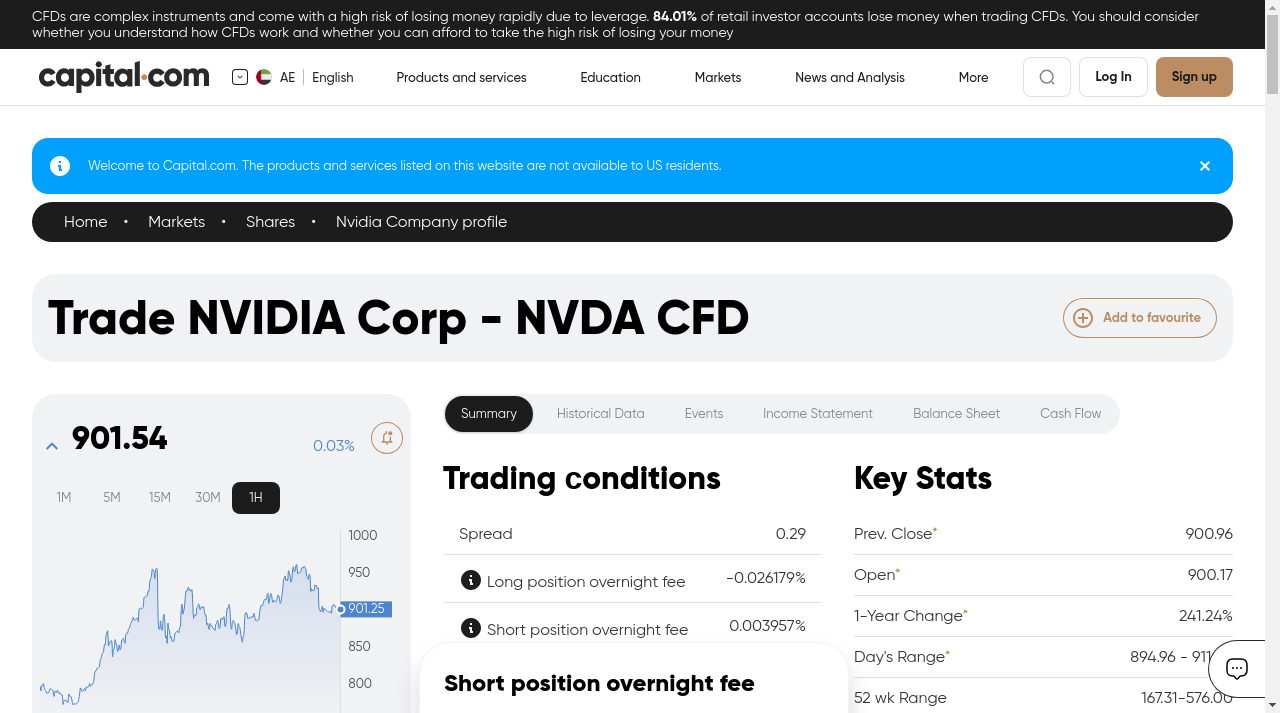 CFDs are complex instruments and come with a high risk of losing money rapidly due to leverage. 84.01% of retail investor accounts lose money when trading CFDs. You should consider
whether you understand how CFDs work and whether you can afford to take the high risk of losing your money
capital.com
AE English Products and services Education Markets News and Analysis More Log In Sign up
Welcome to Capital.com. The products and services listed on this website are not available to US residents.
Home • Markets • Shares • Nvidia Company profile
Trade NVIDIA Corp - NVDA CFD
Add to favourite
901.54 0.03%
1M 5M 15M 30M 1H
1000
950
901.25
850
800
Summary Historical Data Events Income Statement Balance Sheet Cash Flow
Trading conditions
Spread 0.29
Long position overnight fee -0.026179%
Short position overnight fee 0.003957%
Short position overnight fee
Key Stats
Prev. Close* 900.96
Open* 900.17
1-Year Change* 241.24%
Day's Range* 894.96 - 911
52 wk Range 167.31-576.00